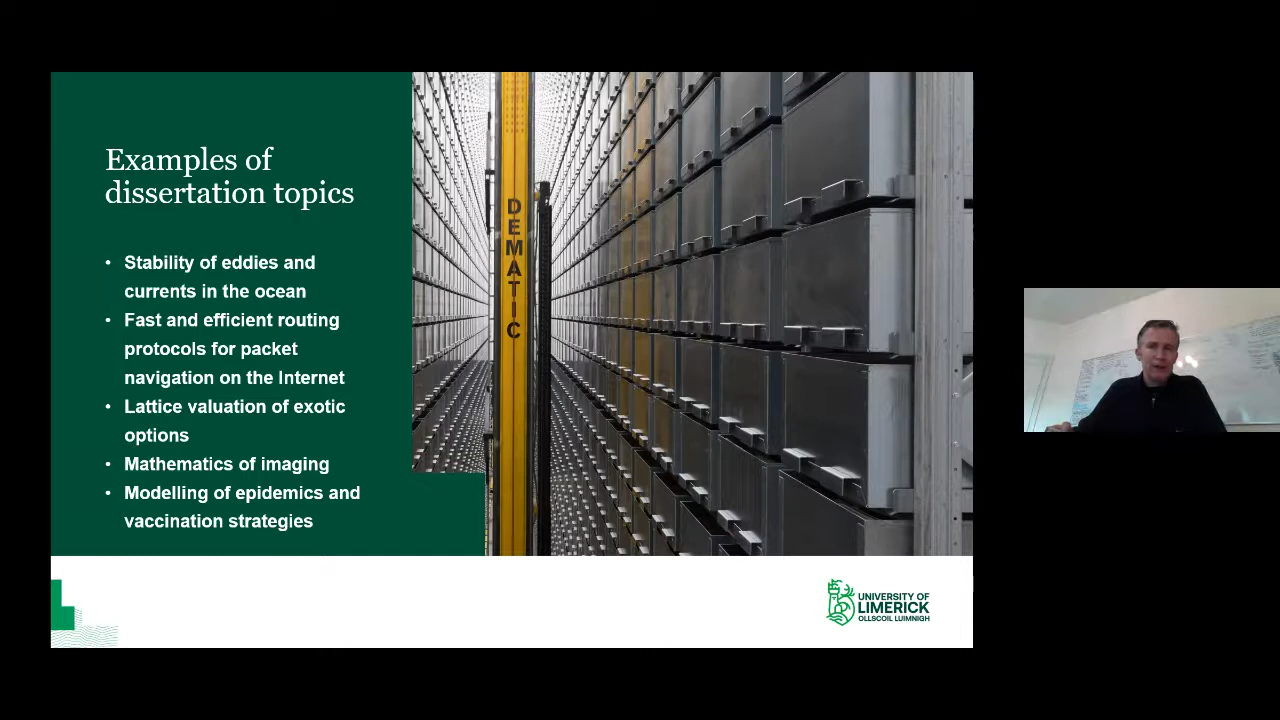 Examples of
dissertation topics
• Stability of eddies and
currents in the ocean
• Fast and efficient routing
protocols for packet
navigation on the Internet
• Lattice valuation of exotic
options
• Mathematics of imaging
• Modelling of epidemics and
vaccination strategies
DEMATIC
UNIVERSITY OF
LIMERICK
OLLSCOIL LUIMNIGH